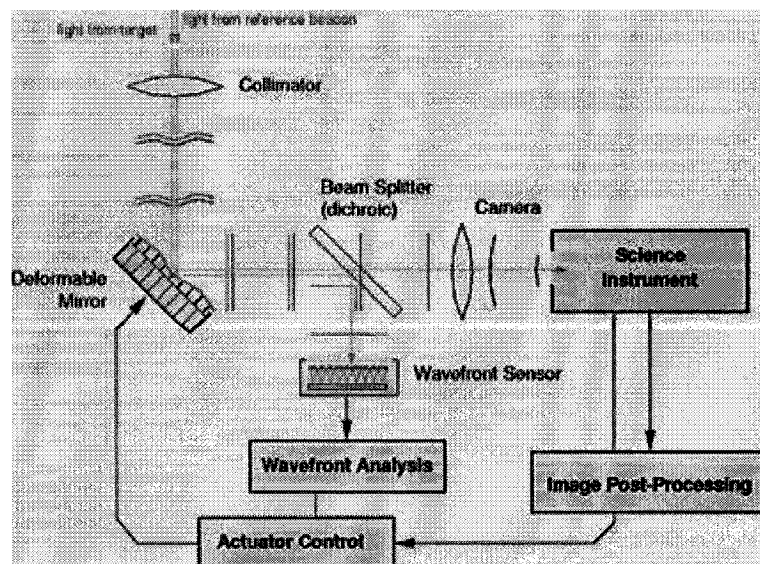 light from reference beacon
light from target
Collimator
Beam Splitter
(dichroic)
Camera
Science
Instrument
Deformable
Mirror
Wavefront Sensor
Wavefront Analysis
Image Post-Processing
Actuator Control